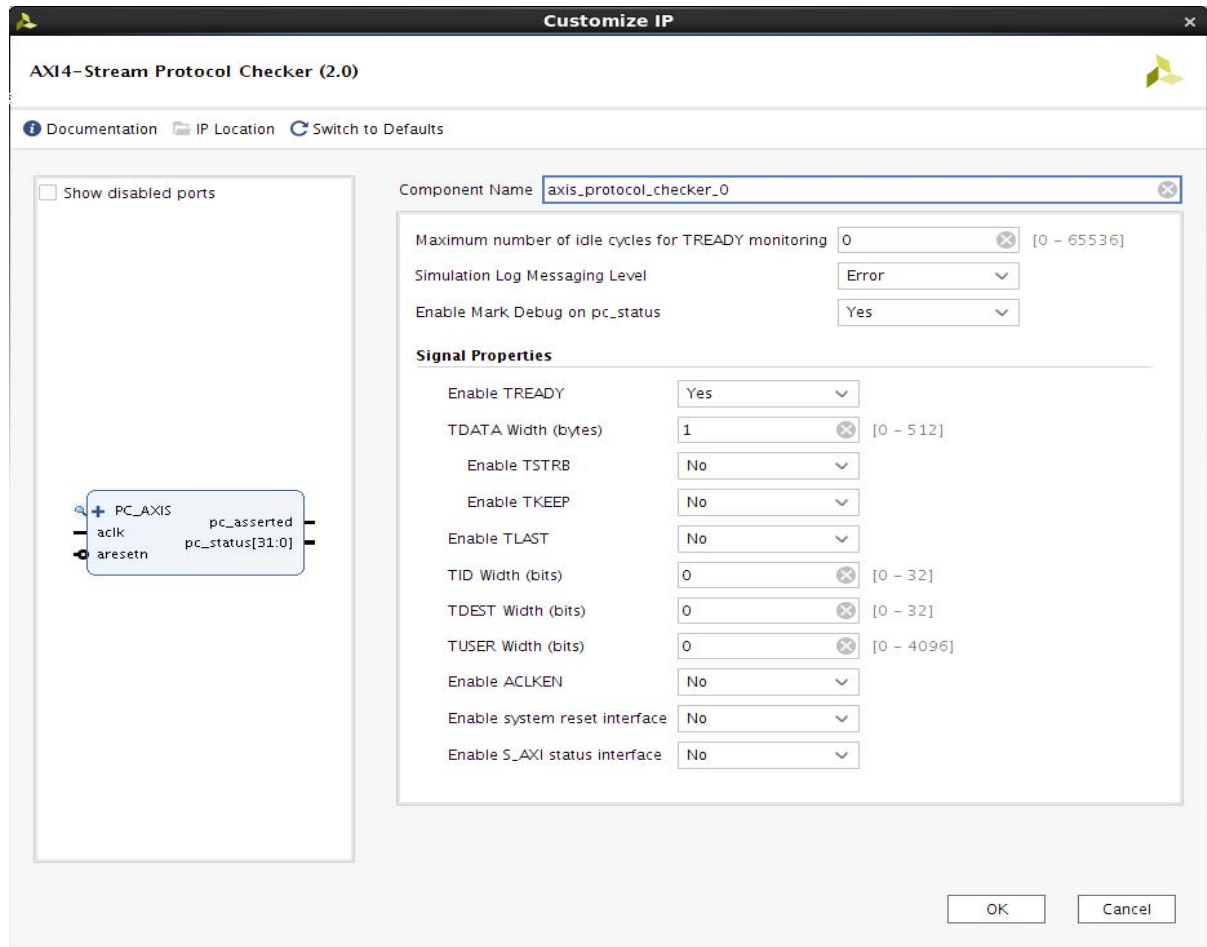 Customize IP
AXI4-Stream Protocol Checker (2.0)
Documentation IP Location Switch to Defaults
Show disabled ports
PC_AXIS
aclk
aresetn
pc_asserted
pc_status[31:0]
Component Name axis_protocol_checker_0
Maximum number of idle cycles for TREADY monitoring 0 [0 - 65536]
Simulation Log Messaging Level Error
Enable Mark Debug on pc_status Yes
Signal Properties
Enable TREADY Yes
TDATA Width (bytes) 1 [0 - 512]
Enable TSTRB No
Enable TKEEP No
Enable TLAST No
TID Width (bits) 0 [0 - 32]
TDEST Width (bits) 0 [0 - 32]
TUSER Width (bits) 0 [0 - 4096]
Enable ACLKEN No
Enable system reset interface No
Enable S_AXI status interface No
OK Cancel